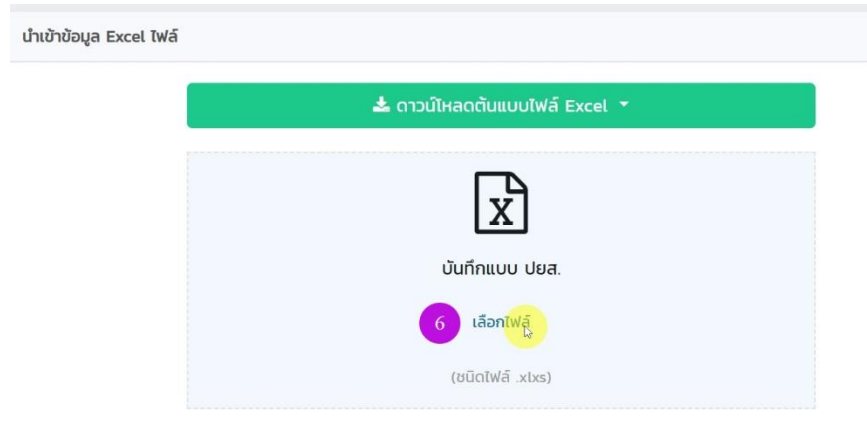 นำเข้าข้อมูล Excel ไฟล์
ดาวน์โหลดต้นแบบไฟล์ Excel
X
บันทึกแบบ ปยส.
6 เลือกไฟล์
(ชนิดไฟล์ .xlxs)